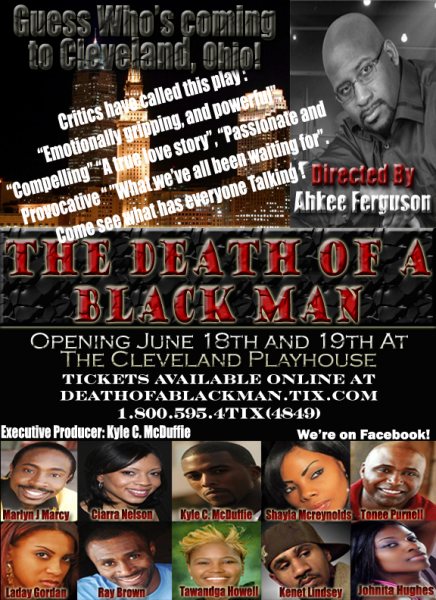 Guess Who's coming
to Cleveland, Ohio!
Critics have called this play :
"Emotionally gripping, and powerful"
"Compelling" "A true love story" , "Passionate and
Provocative " "What we've all been waiting for" .
Come see what has everyone Talking !
Directed By
Ahkee Ferguson
THE DEATH OF A
BLACK MAN
Opening June 18th and 19th At
The Cleveland Playhouse
TICKETS AVAILABLE ONLINE AT
DEATHOFABLACKMAN.TIX.COM
1.800.595.4TIX(4849)
Executive Producer: Kyle C. McDuffie
We're on Facebook!
Marlyn J Marcy
Ciarra Nelson
Kyle C. McDuffie
Shayla Mcreynolds
Tonee Purnell
Laday Gordan
Ray Brown
Tawandga Howell
Kenet Lindsey
Johnita Hughes